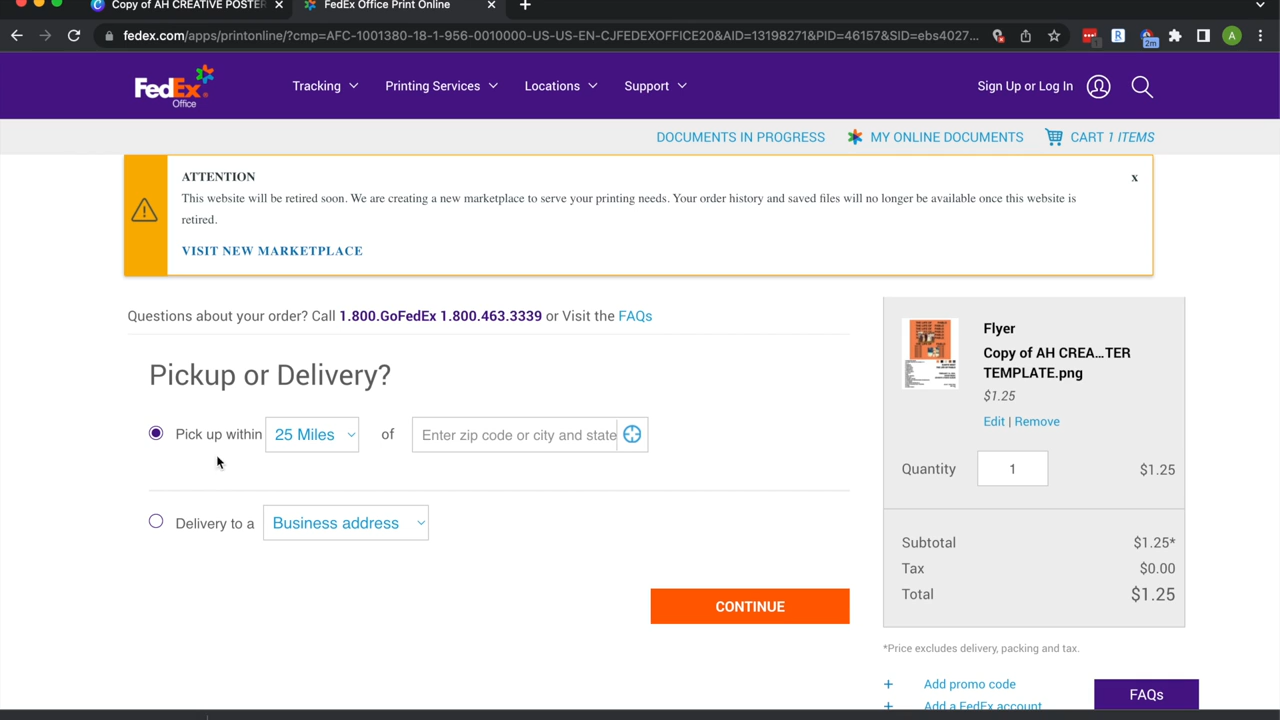 Copy of AH CREATIVE POSTER
FedEx Office Print Online
fedex.com/apps/printonline/?cmp=AFC-1001380-18-1-956-0010000-US-US-EN-CJFEDEXOFFICE20&AID=13198271&PID=46157&SID=ebs4027...
1
R
2m
A
FedEx
Office
Tracking
Printing Services
Locations
Support
Sign Up or Log In
DOCUMENTS IN PROGRESS
MY ONLINE DOCUMENTS
CART 1 ITEMS
ATTENTION
x
This website will be retired soon. We are creating a new marketplace to serve your printing needs. Your order history and saved files will no longer be available once this website is
retired.
VISIT NEW MARKETPLACE
Questions about your order? Call 1.800.GoFedEx 1.800.463.3339 or Visit the FAQs
Pickup or Delivery?
Pick up within 25 Miles of Enter zip code or city and state
Delivery to a Business address
CONTINUE
Flyer
Copy of AH CREA...TER
TEMPLATE.png
$1.25
Edit | Remove
Quantity 1 $1.25
Subtotal $1.25*
Tax $0.00
Total $1.25
*Price excludes delivery, packing and tax.
+ Add promo code
+ Add a FedEx account
FAQs